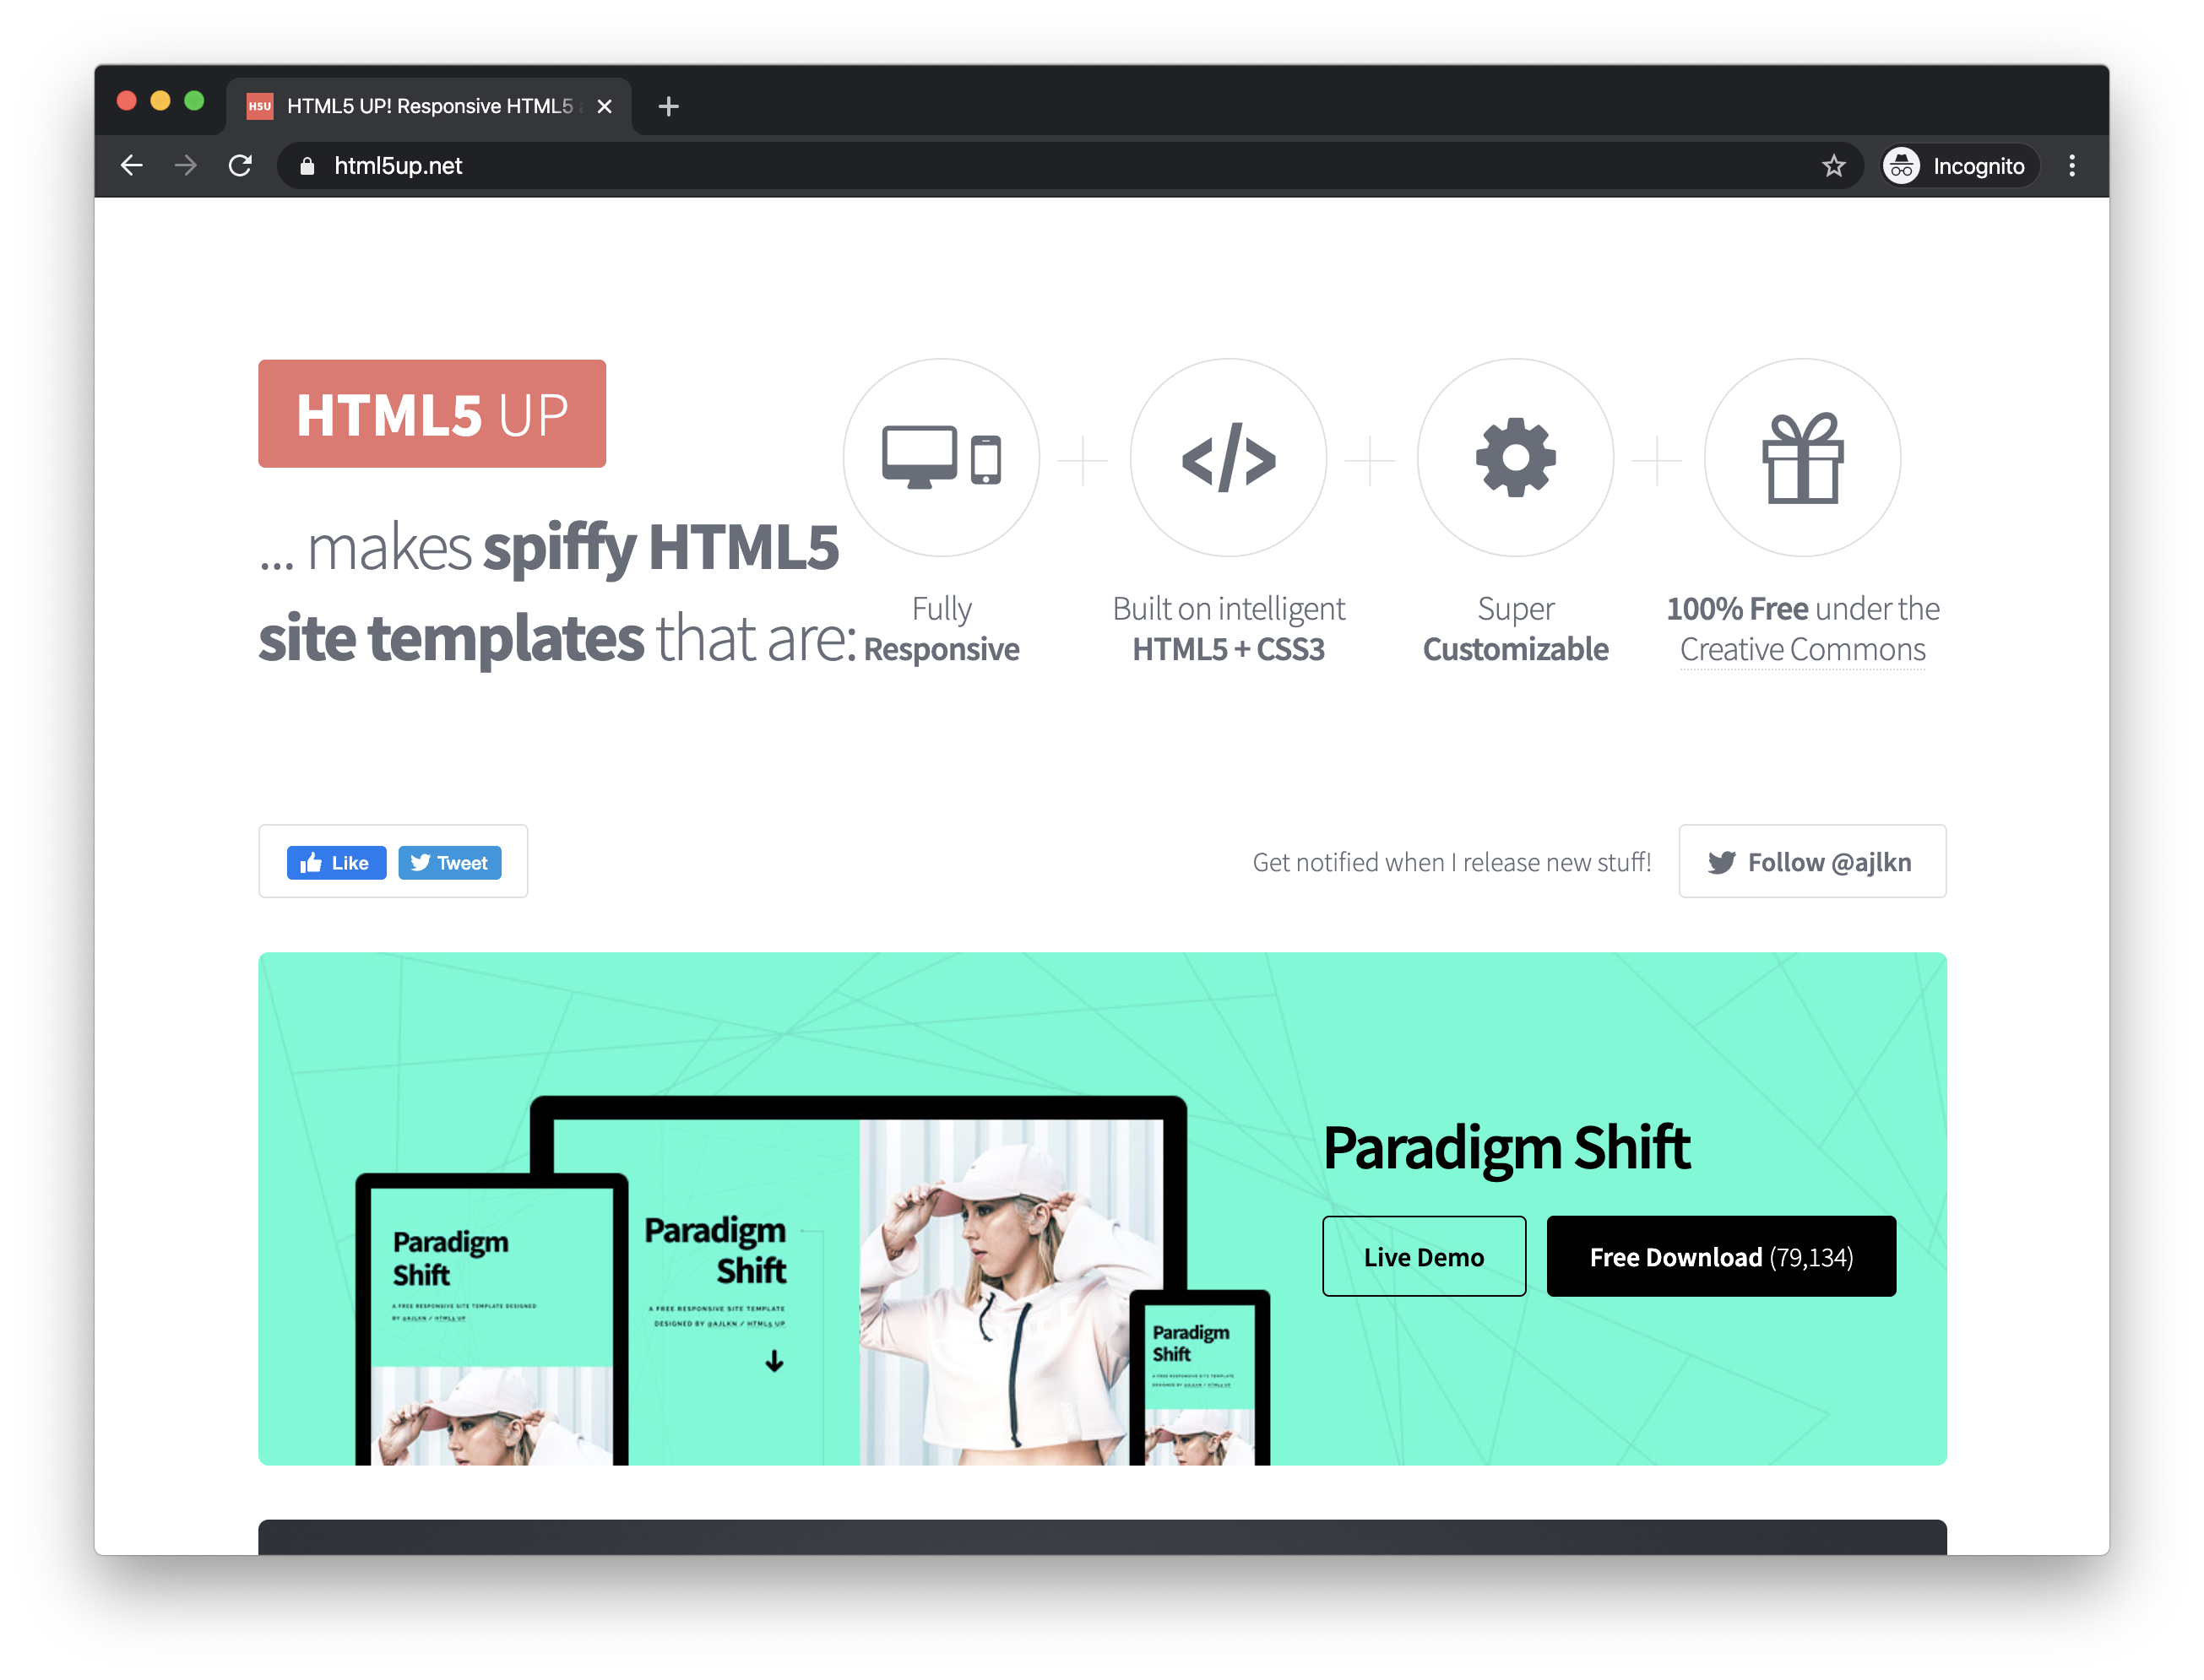 H5U HTML5 UP! Responsive HTML5
html5up.net
Incognito
HTML5 UP
... makes spiffy HTML5
site templates that are:
Fully
Responsive
Built on intelligent
HTML5 + CSS3
Super
Customizable
100% Free under the
Creative Commons
Like
Tweet
Get notified when I release new stuff!
Follow @ajlkn
Paradigm Shift
Live Demo
Free Download (79,134)
Paradigm
Shift
A FREE RESPONSIVE SITE TEMPLATE DESIGNED
BY @AJLKN / HTML5 UP
Paradigm
Shift
A FREE RESPONSIVE SITE TEMPLATE
DESIGNED BY @AJLKN / HTML5 UP
Paradigm
Shift
A FREE RESPONSIVE SITE TEMPLATE
DESIGNED BY @AJLKN / HTML5 UP